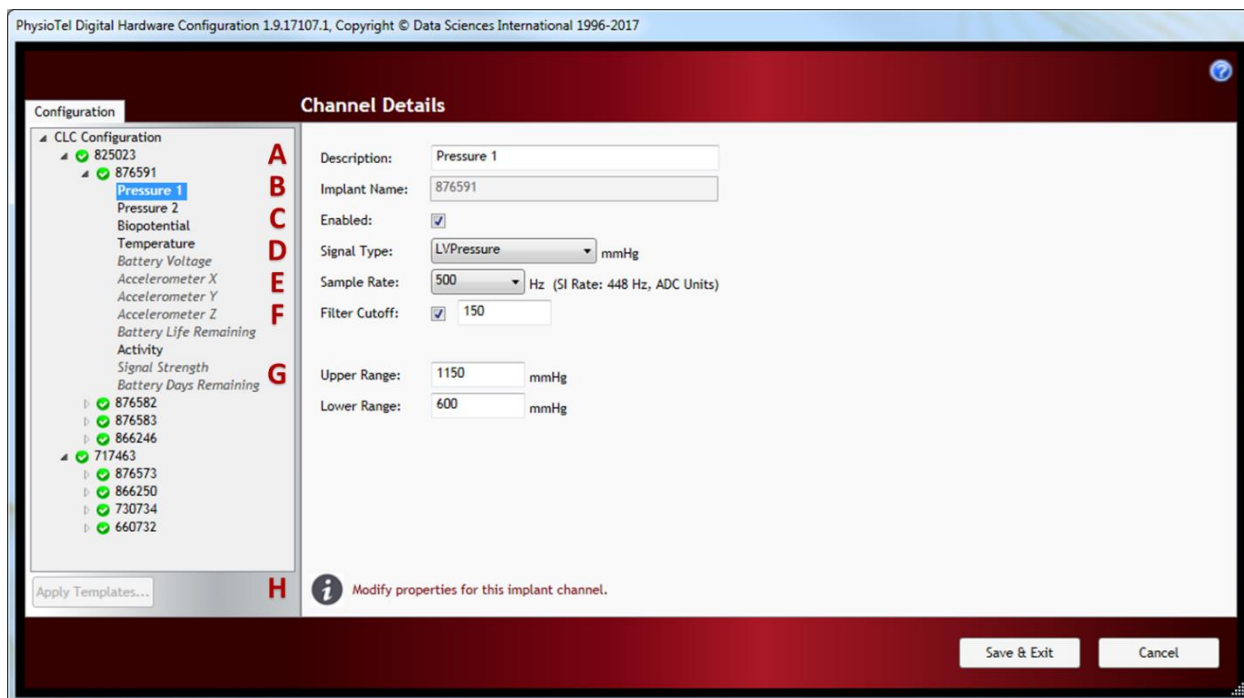 PhysioTel Digital Hardware Configuration 1.9.17107.1, Copyright © Data Sciences International 1996-2017
Configuration
Channel Details
CLC Configuration
825023
876591
Pressure 1
Pressure 2
Biopotential
Temperature
Battery Voltage
Accelerometer X
Accelerometer Y
Accelerometer Z
Battery Life Remaining
Activity
Signal Strength
Battery Days Remaining
876582
876583
866246
717463
876573
866250
730734
660732
Apply Templates...
A
Description: Pressure 1
B
Implant Name: 876591
C
Enabled:
D
Signal Type: LVPressure mmHg
E
Sample Rate: 500 Hz (SI Rate: 448 Hz, ADC Units)
F
Filter Cutoff: 150
G
Upper Range: 1150 mmHg
Lower Range: 600 mmHg
H
i Modify properties for this implant channel.
?
Save & Exit
Cancel